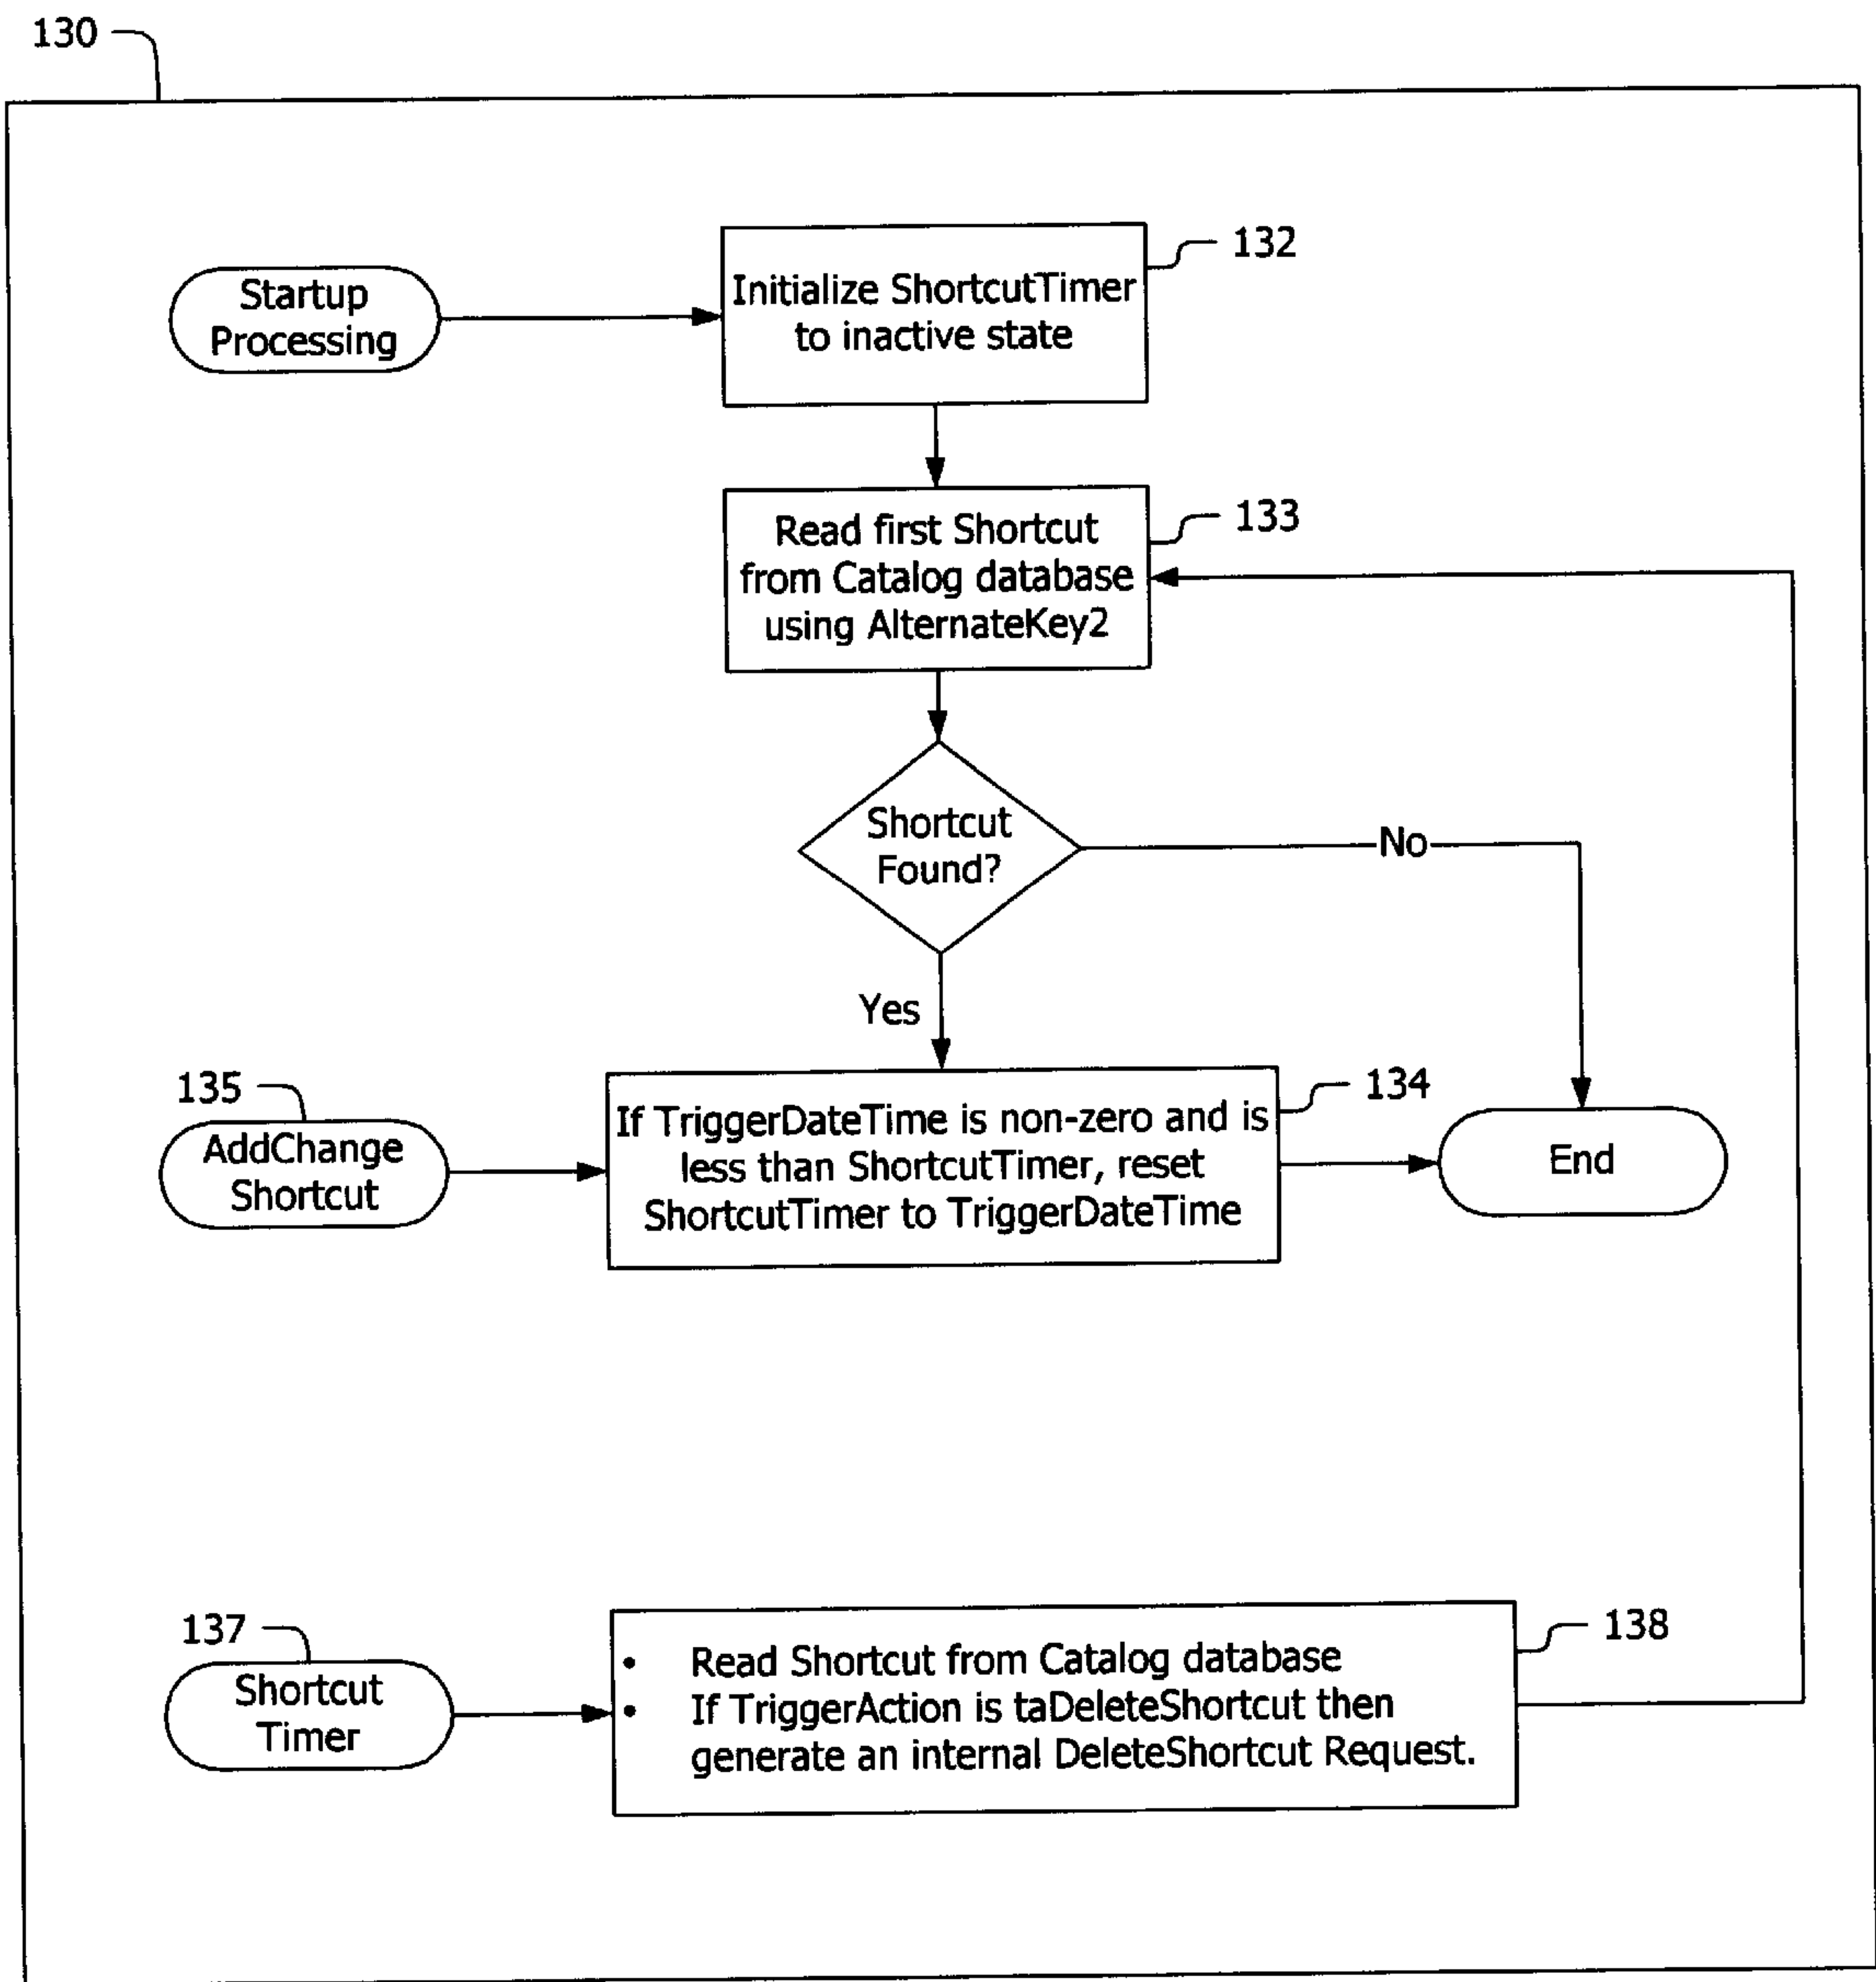 130
Startup
Processing
Initialize ShortcutTimer
to inactive state
132
Read first Shortcut
from Catalog database
using AlternateKey2
133
Shortcut
Found?
No
Yes
135
AddChange
Shortcut
If TriggerDateTime is non-zero and is
less than ShortcutTimer, reset
ShortcutTimer to TriggerDateTime
134
End
137
Shortcut
Timer
• Read Shortcut from Catalog database
• If TriggerAction is taDeleteShortcut then
generate an internal DeleteShortcut Request.
138